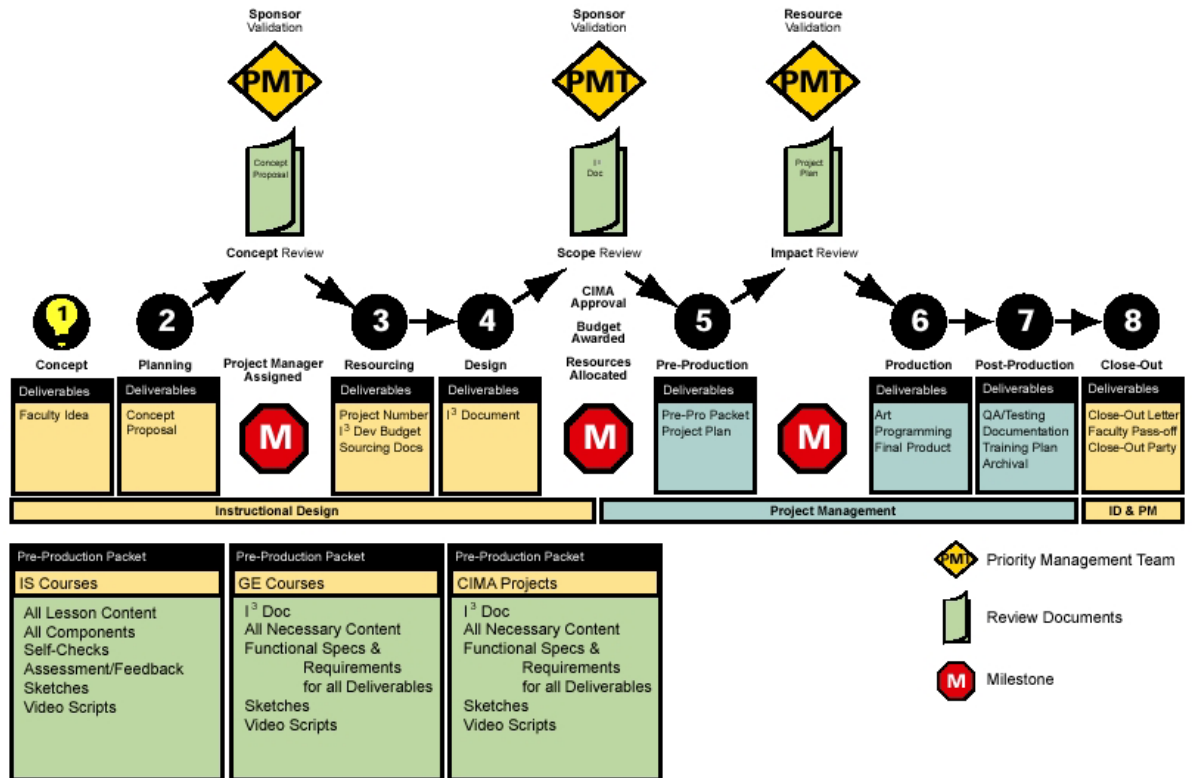 Sponsor
Validation
Sponsor
Validation
Resource
Validation
PMT
PMT
PMT
Concept
Proposal
I³
Doc
Project
Plan
Concept Review
Scope Review
Impact Review
CIMA
Approval
Budget
Awarded
Resources
Allocated
1
2
3
4
5
6
7
8
Concept
Planning
Project Manager
Assigned
Resourcing
Design
Pre-Production
Production
Post-Production
Close-Out
Deliverables
Faculty Idea
Deliverables
Concept
Proposal
M
Deliverables
Project Number
I³ Dev Budget
Sourcing Docs
Deliverables
I³ Document
M
Deliverables
Pre-Pro Packet
Project Plan
M
Deliverables
Art
Programming
Final Product
Deliverables
QA/Testing
Documentation
Training Plan
Archival
Deliverables
Close-Out Letter
Faculty Pass-off
Close-Out Party
Instructional Design
Project Management
ID & PM
Pre-Production Packet
IS Courses
All Lesson Content
All Components
Self-Checks
Assessment/Feedback
Sketches
Video Scripts
Pre-Production Packet
GE Courses
I³ Doc
All Necessary Content
Functional Specs &
Requirements
for all Deliverables
Sketches
Video Scripts
Pre-Production Packet
CIMA Projects
I³ Doc
All Necessary Content
Functional Specs &
Requirements
for all Deliverables
Sketches
Video Scripts
PMT
Priority Management Team
Review Documents
M
Milestone